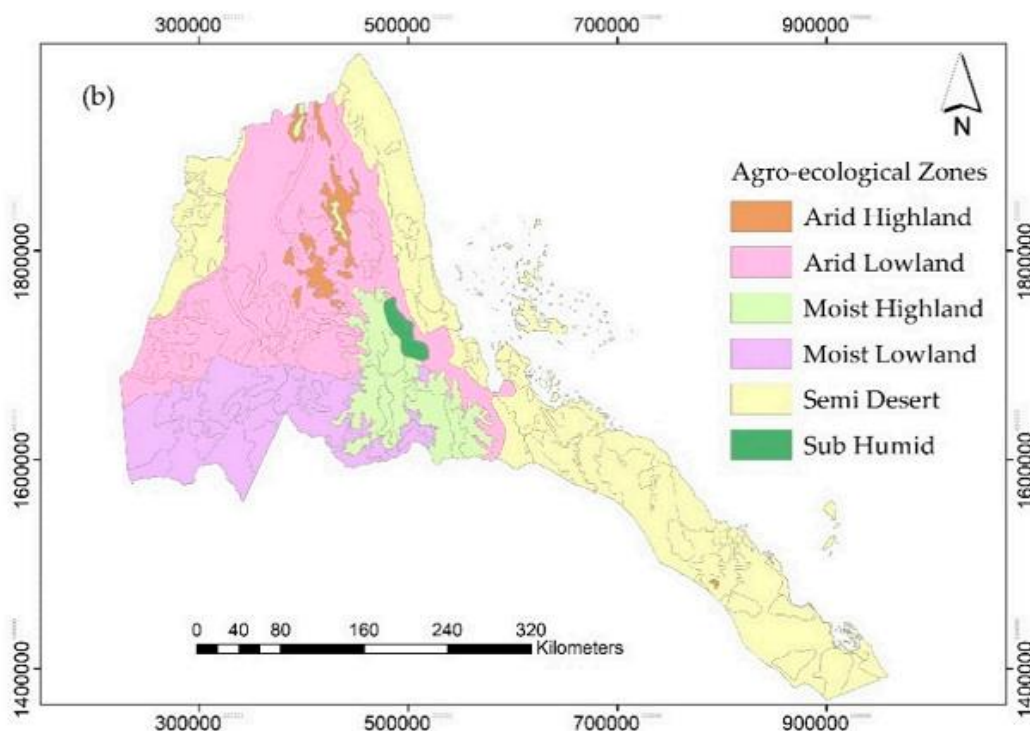 300000 500000 700000 900000
(b)
N
Agro-ecological Zones
Arid Highland
Arid Lowland
Moist Highland
Moist Lowland
Semi Desert
Sub Humid
1800000 1800000
1600000 1600000
1400000 1400000
0 40 80 160 240 320
Kilometers
300000 500000 700000 900000